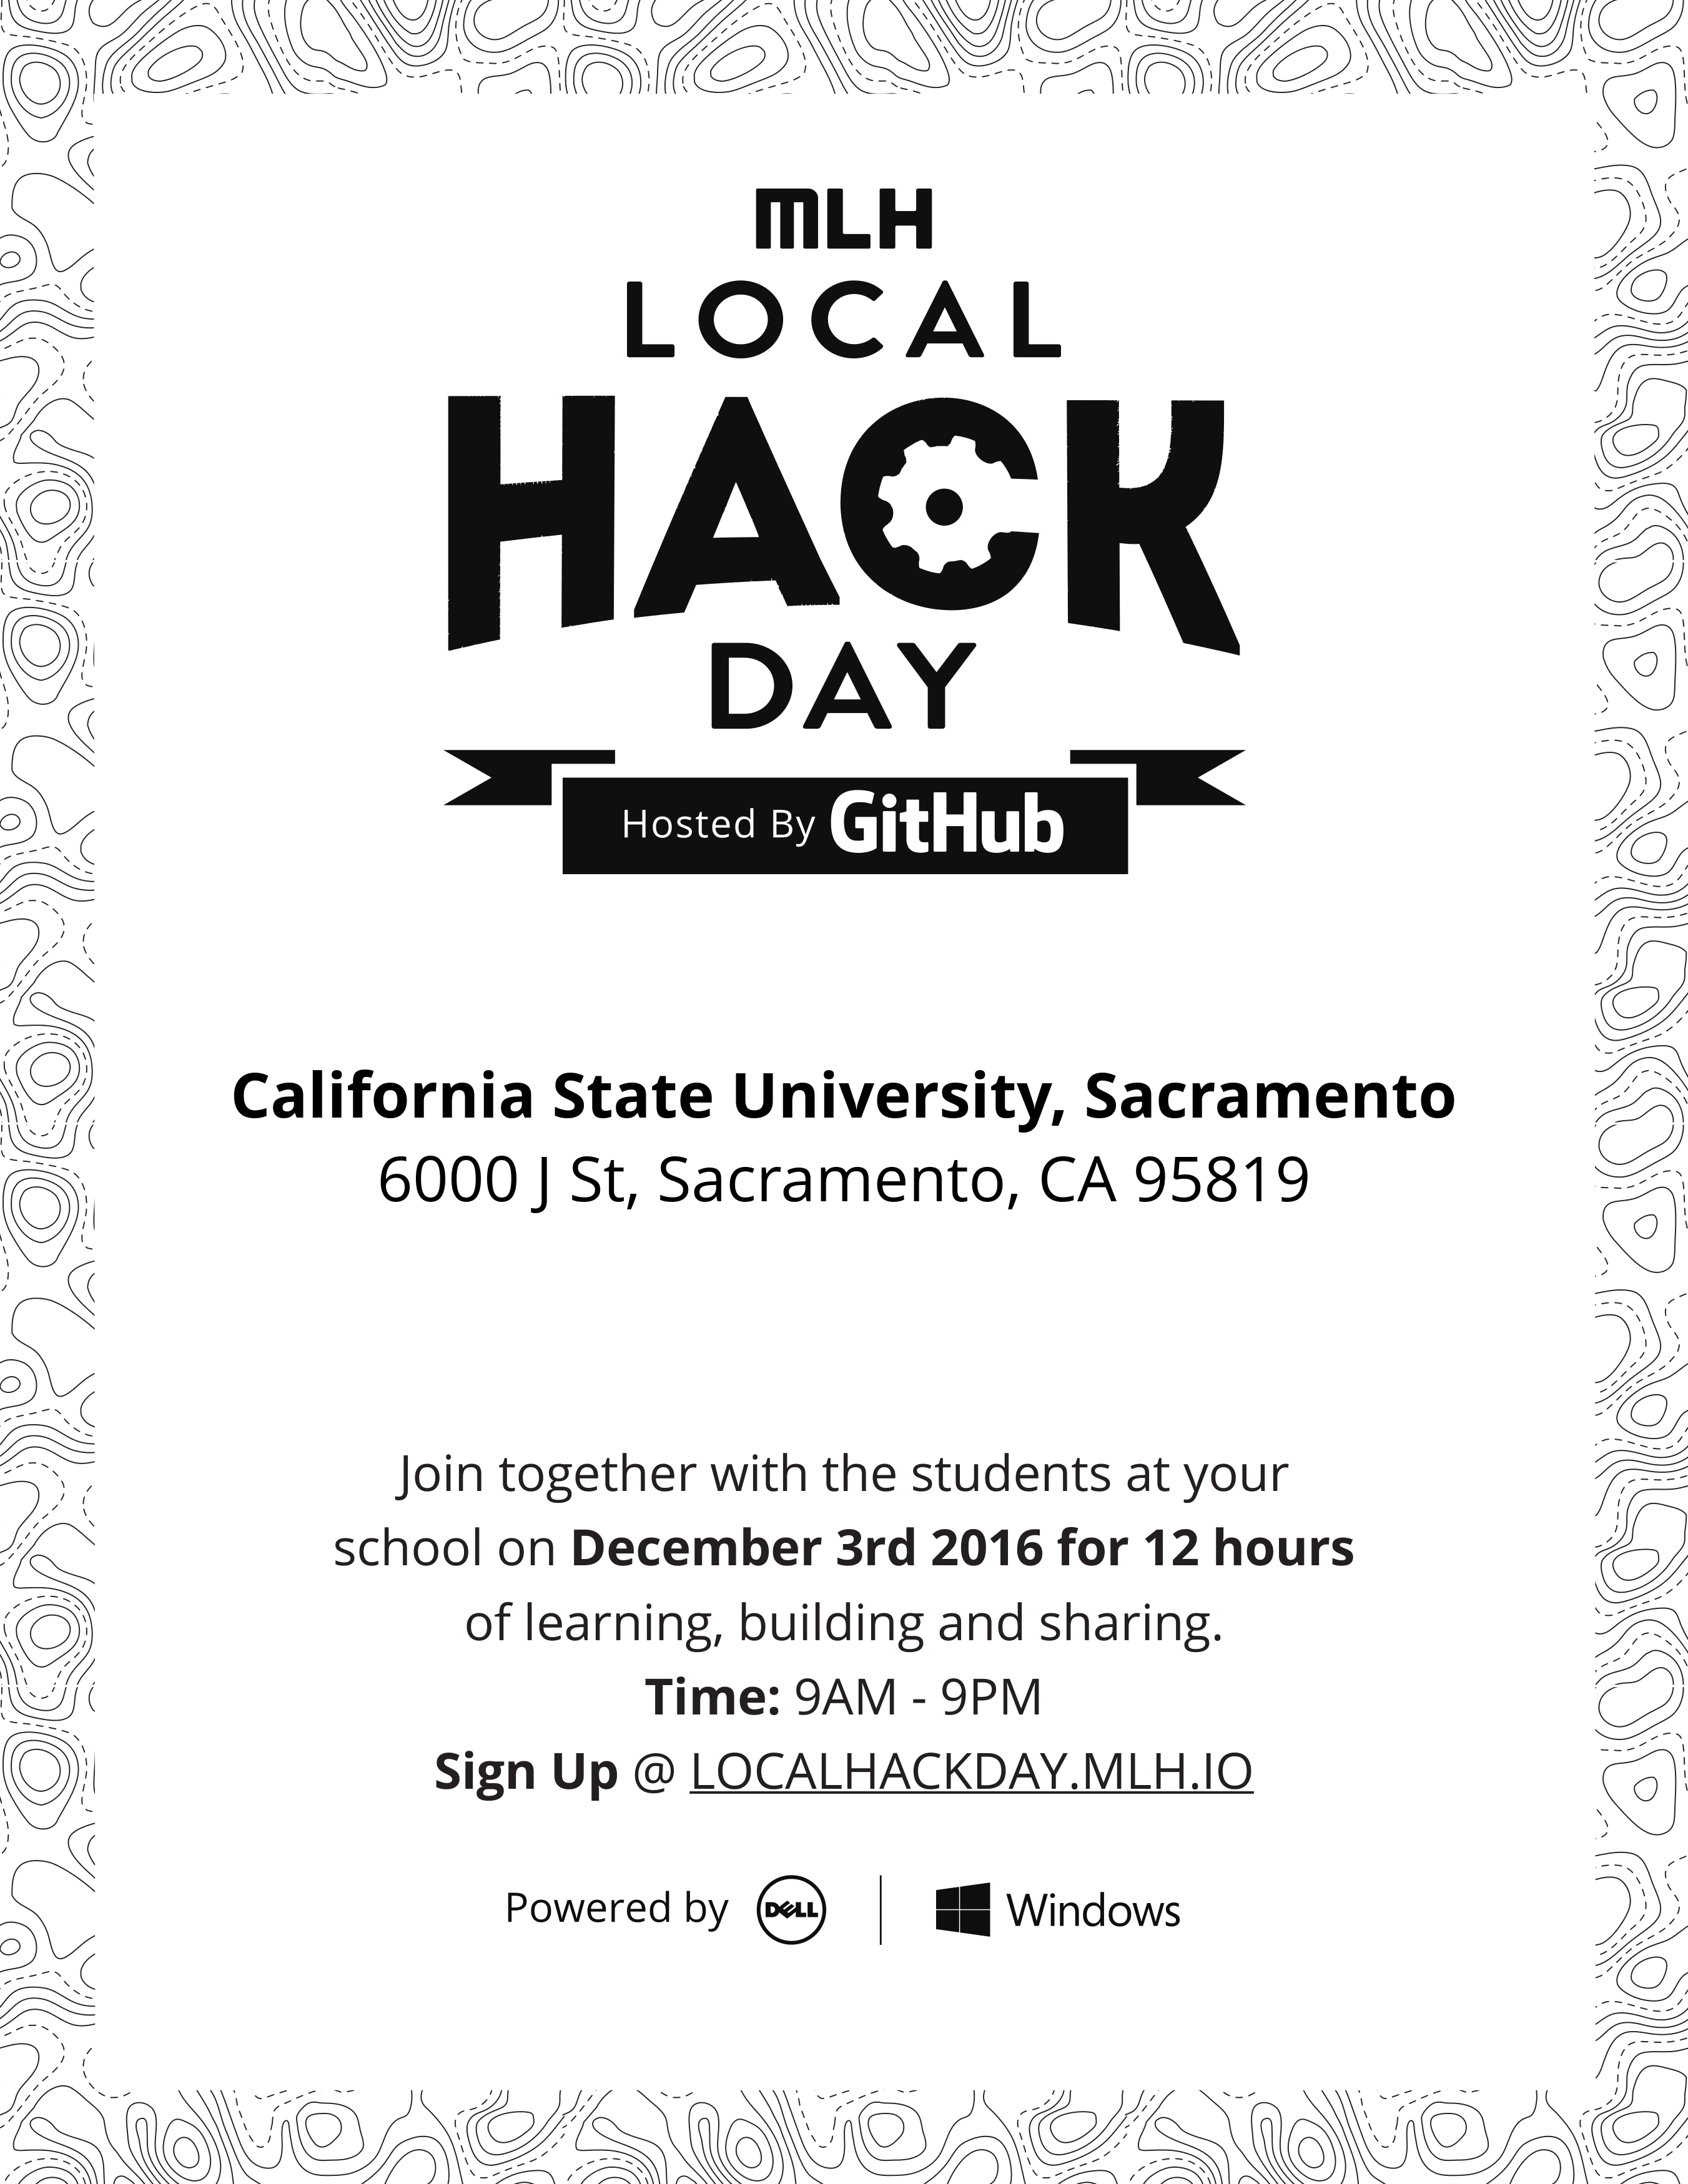 MLH
LOCAL
HACK
DAY
Hosted By GitHub
California State University, Sacramento
6000 J St, Sacramento, CA 95819
Join together with the students at your
school on December 3rd 2016 for 12 hours
of learning, building and sharing.
Time: 9AM - 9PM
Sign Up @ LOCALHACKDAY.MLH.IO
Powered by DELL | Windows